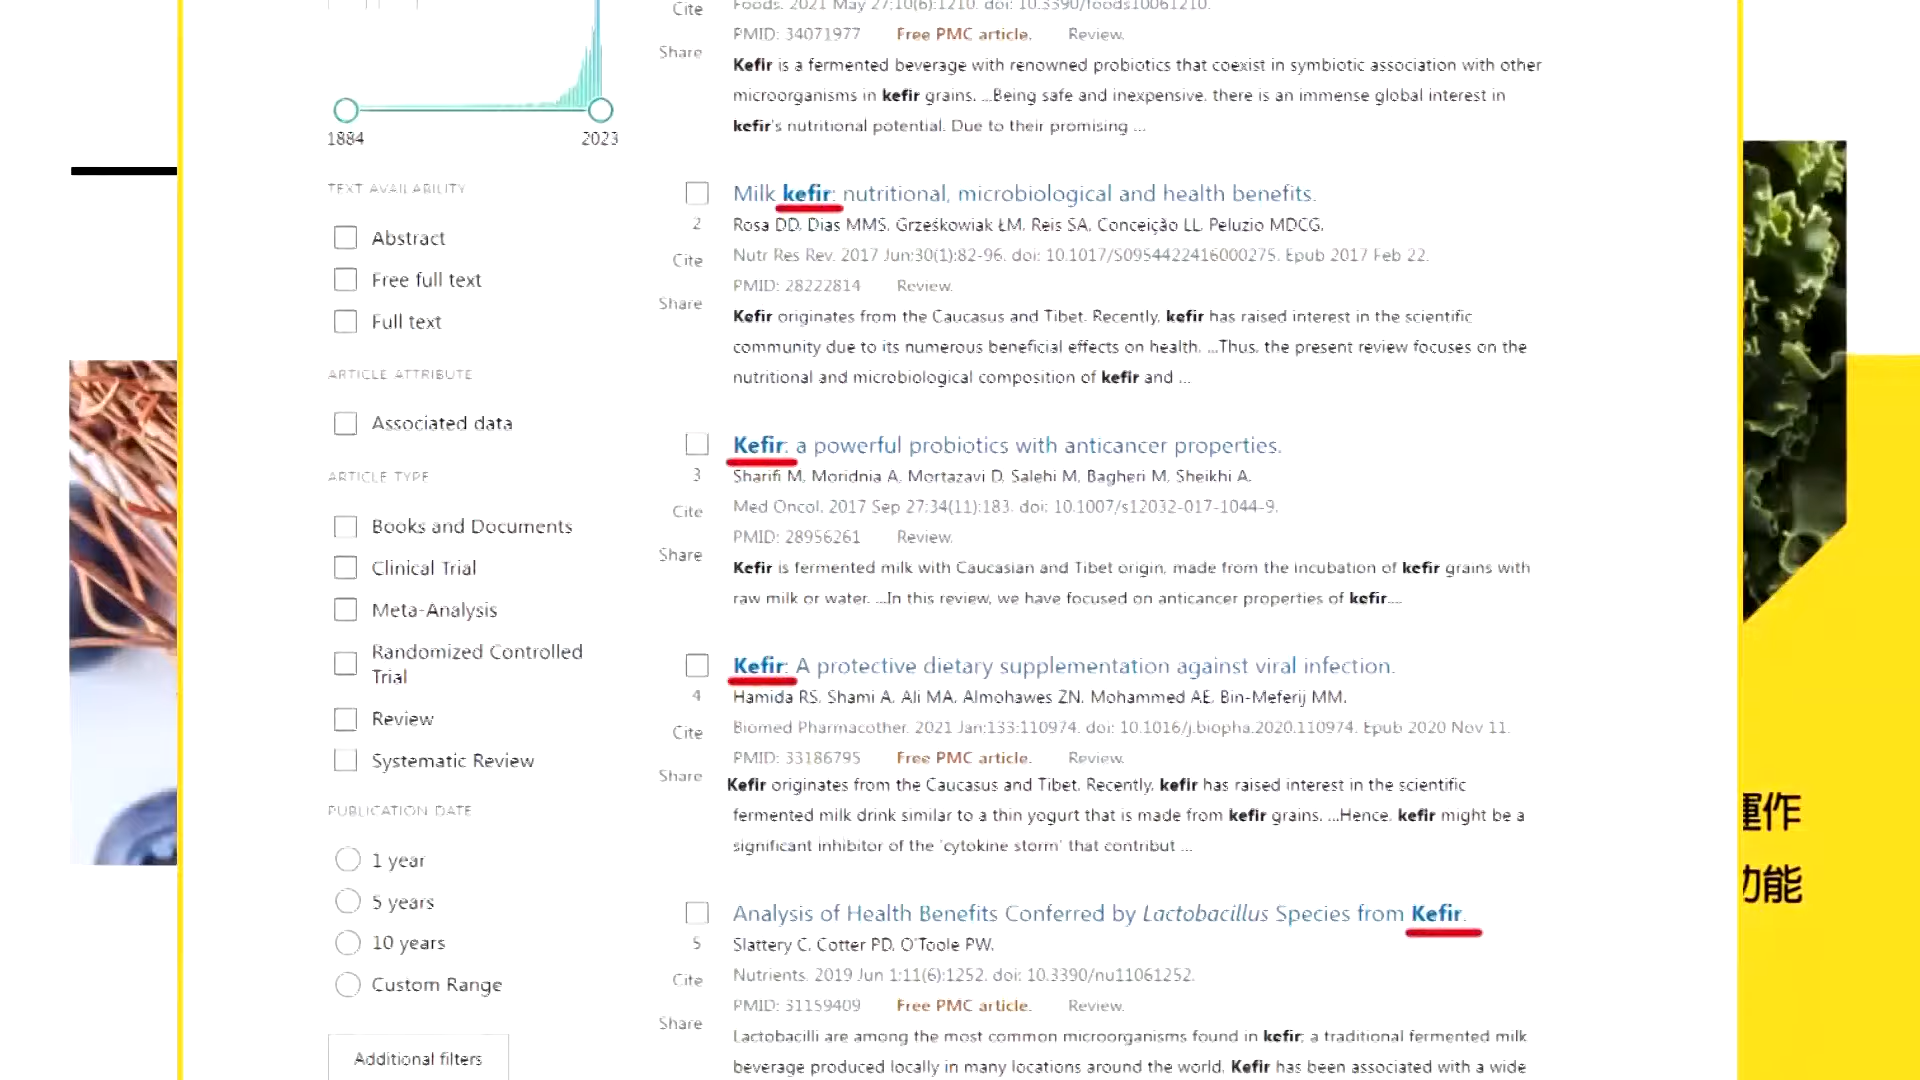 Cite
Foods. 2021 May 27;10(6):1210. doi: 10.3390/foods10061210.
PMID: 34071977 Free PMC article. Review.
Share
Kefir is a fermented beverage with renowned probiotics that coexist in symbiotic association with other
microorganisms in kefir grains. ...Being safe and inexpensive, there is an immense global interest in
kefir's nutritional potential. Due to their promising ...
1884
2023
TEXT AVAILABILITY
Abstract
Free full text
Full text
ARTICLE ATTRIBUTE
Associated data
ARTICLE TYPE
Books and Documents
Clinical Trial
Meta-Analysis
Randomized Controlled
Trial
Review
Systematic Review
PUBLICATION DATE
1 year
5 years
10 years
Custom Range
Additional filters
Milk kefir: nutritional, microbiological and health benefits.
2
Rosa DD, Dias MMS, Grześkowiak ŁM, Reis SA, Conceição LL, Peluzio MDCG.
Cite
Nutr Res Rev. 2017 Jun;30(1):82-96. doi: 10.1017/S0954422416000275. Epub 2017 Feb 22.
PMID: 28222814 Review.
Share
Kefir originates from the Caucasus and Tibet. Recently, kefir has raised interest in the scientific
community due to its numerous beneficial effects on health. ...Thus, the present review focuses on the
nutritional and microbiological composition of kefir and ...
Kefir: a powerful probiotics with anticancer properties.
3
Sharifi M, Moridnia A, Mortazavi D, Salehi M, Bagheri M, Sheikhi A.
Cite
Med Oncol. 2017 Sep 27;34(11):183. doi: 10.1007/s12032-017-1044-9.
PMID: 28956261 Review.
Share
Kefir is fermented milk with Caucasian and Tibet origin, made from the incubation of kefir grains with
raw milk or water. ...In this review, we have focused on anticancer properties of kefir....
Kefir: A protective dietary supplementation against viral infection.
4
Hamida RS, Shami A, Ali MA, Almohawes ZN, Mohammed AE, Bin-Meferij MM.
Cite
Biomed Pharmacother. 2021 Jan;133:110974. doi: 10.1016/j.biopha.2020.110974. Epub 2020 Nov 11.
PMID: 33186795 Free PMC article. Review.
Share
Kefir originates from the Caucasus and Tibet. Recently, kefir has raised interest in the scientific
fermented milk drink similar to a thin yogurt that is made from kefir grains. ...Hence, kefir might be a
significant inhibitor of the 'cytokine storm' that contribut ...
Analysis of Health Benefits Conferred by Lactobacillus Species from Kefir.
5
Slattery C, Cotter PD, O'Toole PW.
Cite
Nutrients. 2019 Jun 1;11(6):1252. doi: 10.3390/nu11061252.
PMID: 31159409 Free PMC article. Review.
Share
Lactobacilli are among the most common microorganisms found in kefir; a traditional fermented milk
beverage produced locally in many locations around the world. Kefir has been associated with a wide
運作
功能